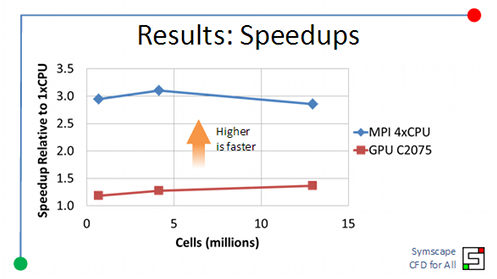 Results: Speedups
3.5
3.0
2.5
2.0
1.5
1.0
Speedup Relative to 1xCPU
Higher
is faster
MPI 4xCPU
GPU C2075
0
5
10
15
Cells (millions)
Symscape
CFD for All